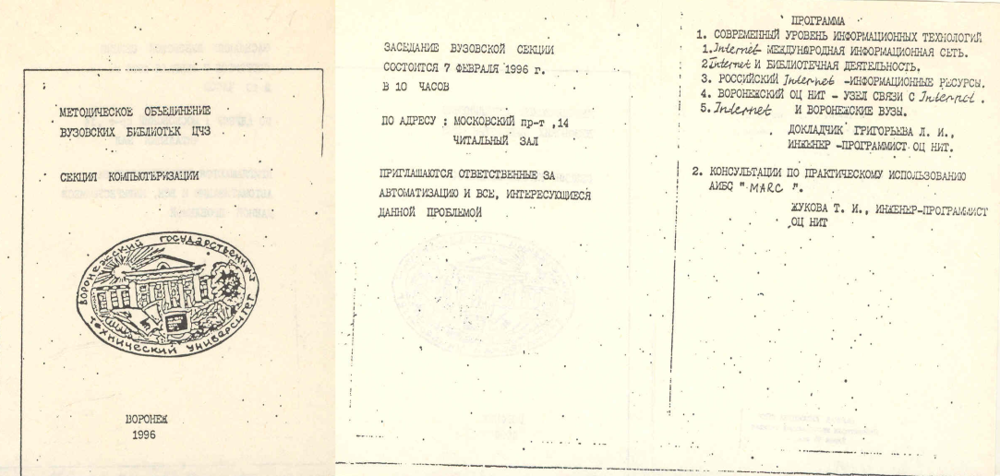 МЕТОДИЧЕСКОЕ ОБЪЕДИНЕНИЕ
ВУЗОВСКИХ БИБЛИОТЕК ЦЧЗ
СЕКЦИЯ КОМПЬЮТЕРИЗАЦИИ
ВОРОНЕЖСКИЙ ГОСУДАРСТВЕННЫЙ
ТЕХНИЧЕСКИЙ УНИВЕРСИТЕТ
ВОРОНЕЖ
1996
ЗАСЕДАНИЕ ВУЗОВСКОЙ СЕКЦИИ
СОСТОИТСЯ 7 ФЕВРАЛЯ 1996 г.
В 10 ЧАСОВ
ПО АДРЕСУ : МОСКОВСКИЙ пр-т ,14
ЧИТАЛЬНЫЙ ЗАЛ
ПРИГЛАШАЮТСЯ ОТВЕТСТВЕННЫЕ ЗА
АВТОМАТИЗАЦИЮ И ВСЕ, ИНТЕРЕСУЮЩИЕСЯ
ДАННОЙ ПРОБЛЕМОЙ
ПРОГРАММА
1. СОВРЕМЕННЫЙ УРОВЕНЬ ИНФОРМАЦИОННЫХ ТЕХНОЛОГИЙ
1. Internet МЕЖДУНАРОДНАЯ ИНФОРМАЦИОННАЯ СЕТЬ.
2 Internet И БИБЛИОТЕЧНАЯ ДЕЯТЕЛЬНОСТЬ.
3. РОССИЙСКИЙ Internet -ИНФОРМАЦИОННЫЕ РЕСУРСЫ.
4. ВОРОНЕЖСКИЙ ОЦ НИТ - УЗЕЛ СВЯЗИ С Internet.
5. Internet И ВОРОНЕЖСКИЕ ВУЗЫ.
ДОКЛАДЧИК ГРИГОРЬЕВА Л. И.,
ИНЖЕНЕР -ПРОГРАММИСТ ОЦ НИТ.
2. КОНСУЛЬТАЦИИ ПО ПРАКТИЧЕСКОМУ ИСПОЛЬЗОВАНИЮ
АИБС " MARC ".
ЖУКОВА Т. И., ИНЖЕНЕР-ПРОГРАММИСТ
ОЦ НИТ